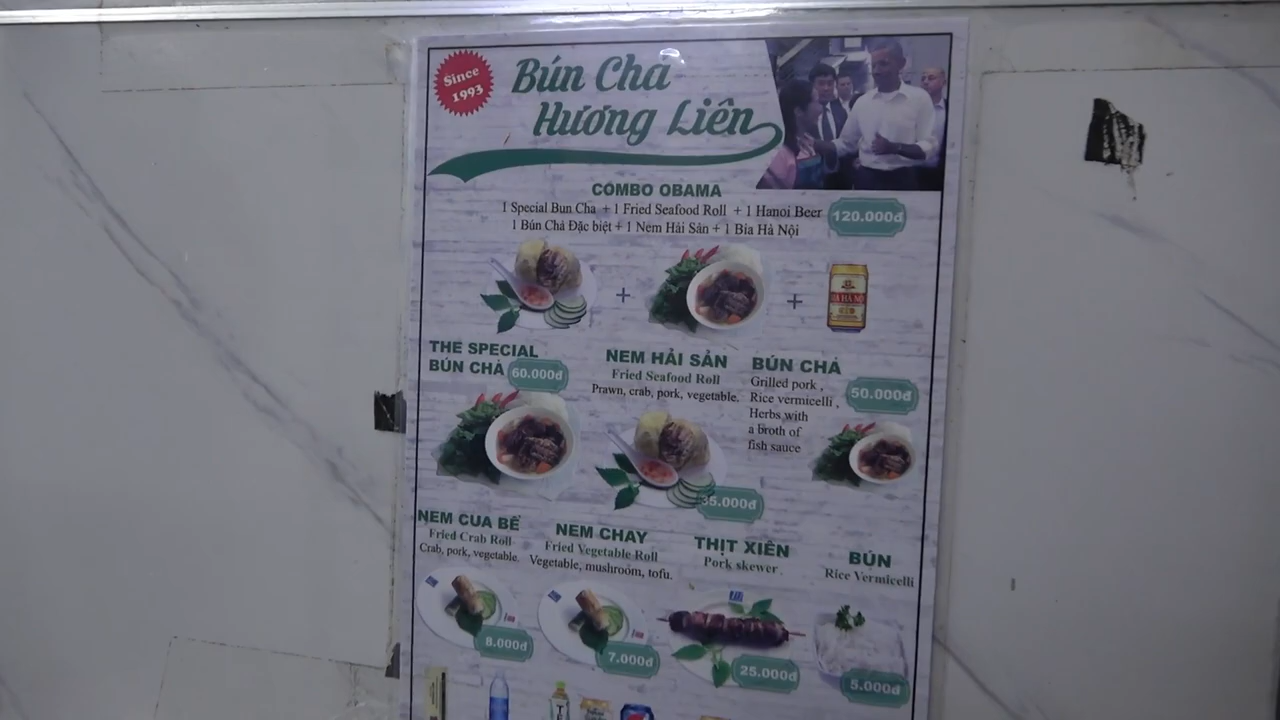 Since
1993
Bún Chả
Hương Liên
COMBO OBAMA
1 Special Bun Cha + 1 Fried Seafood Roll + 1 Hanoi Beer
1 Bún Chả Đặc biệt + 1 Nem Hải Sản + 1 Bia Hà Nội
120.000đ
THE SPECIAL
BÚN CHẢ
60.000đ
NEM HẢI SẢN
Fried Seafood Roll
Prawn, crab, pork, vegetable.
35.000đ
BÚN CHẢ
Grilled pork ,
Rice vermicelli ,
Herbs with
a broth of
fish sauce
50.000đ
NEM CUA BỂ
Fried Crab Roll
Crab, pork, vegetable.
8.000đ
NEM CHAY
Fried Vegetable Roll
Vegetable, mushroom, tofu.
7.000đ
THỊT XIÊN
Pork skewer
25.000đ
BÚN
Rice Vermicelli
5.000đ